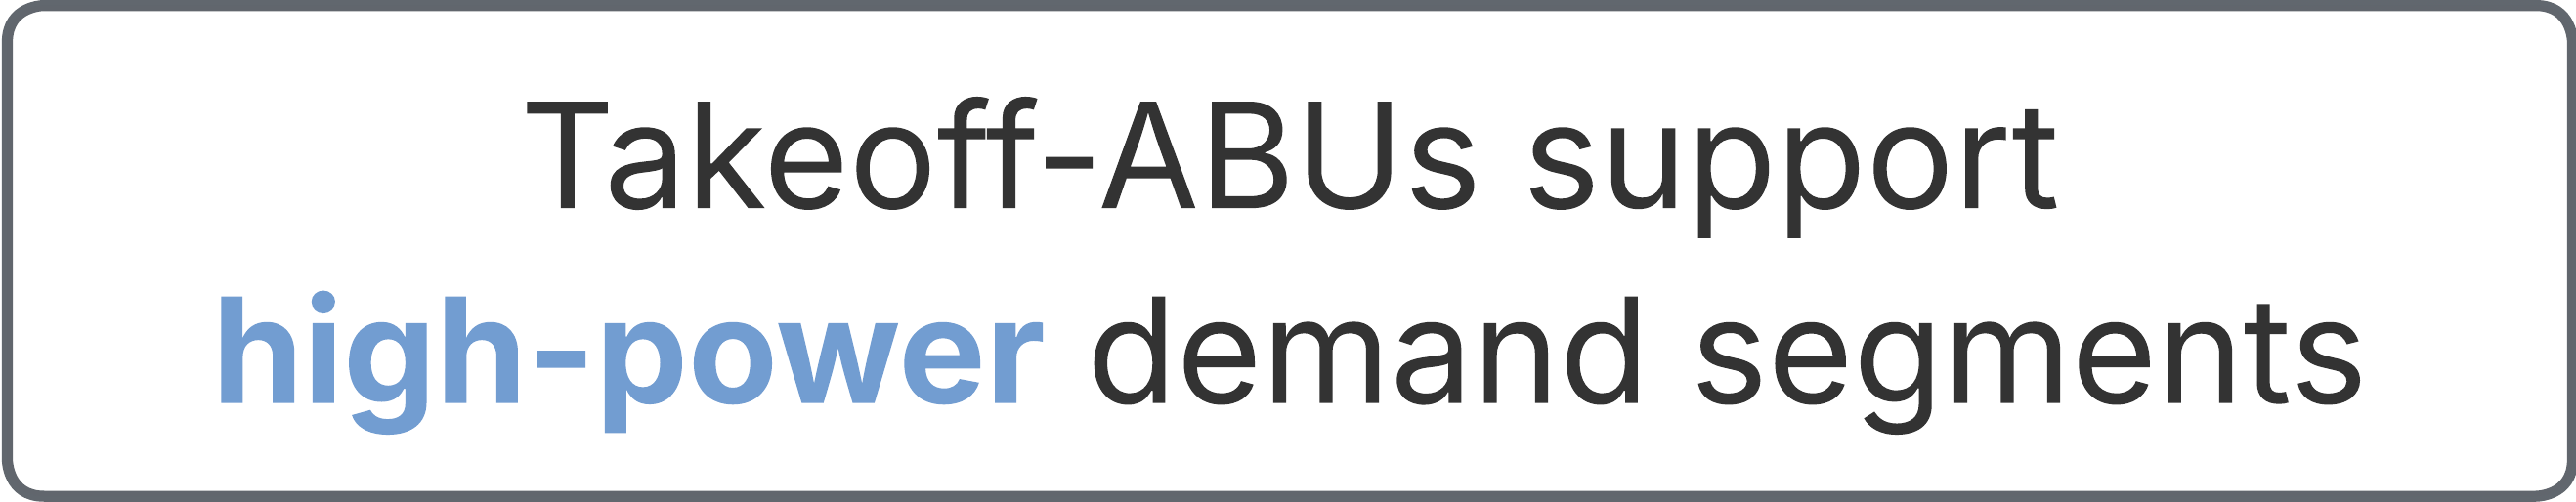 Takeoff-ABUs support
high-power demand segments